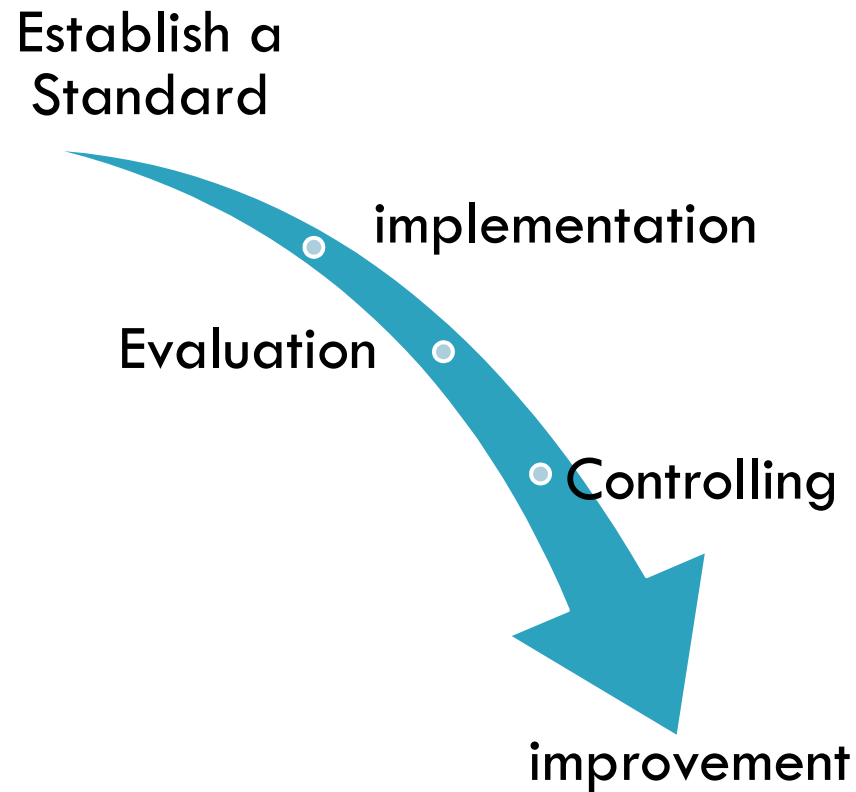 Establish a
Standard
implementation
Evaluation
Controlling
improvement